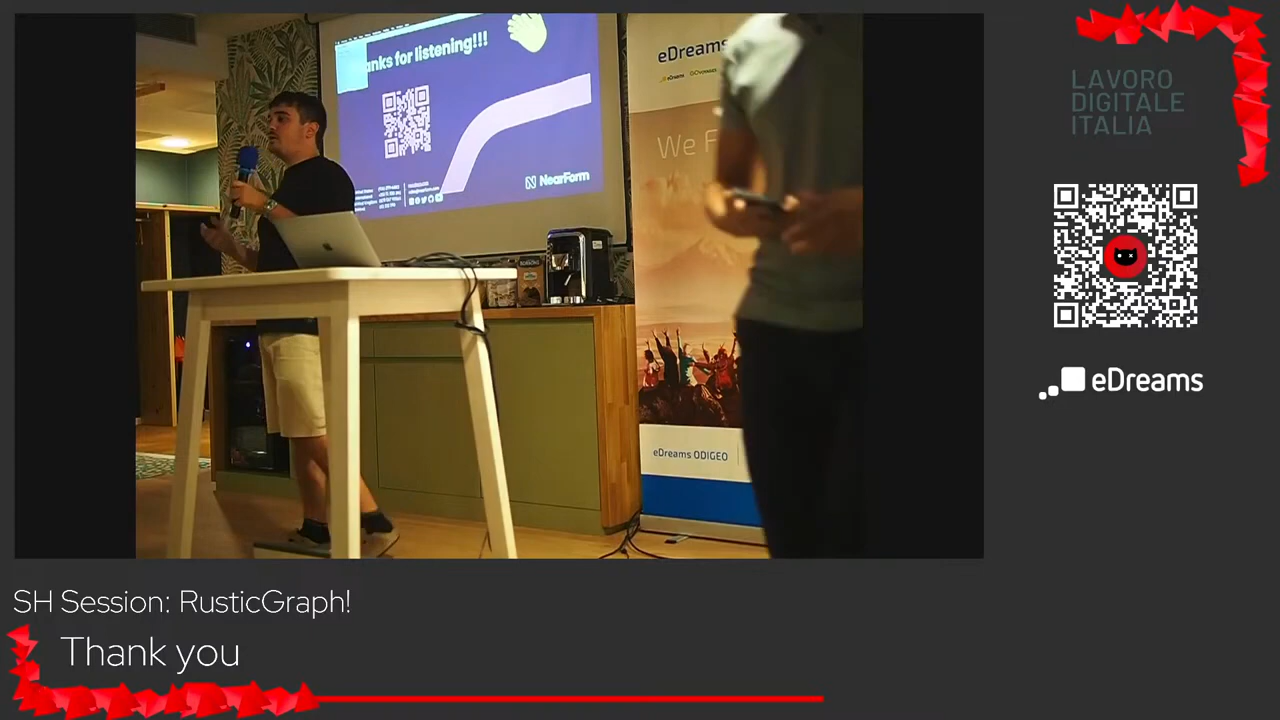 anks for listening!!!
NearForm
eDreams
We F
eDreams ODIGEO
LAVORO
DIGITALE
ITALIA
eDreams
SH Session: RusticGraph!
Thank you